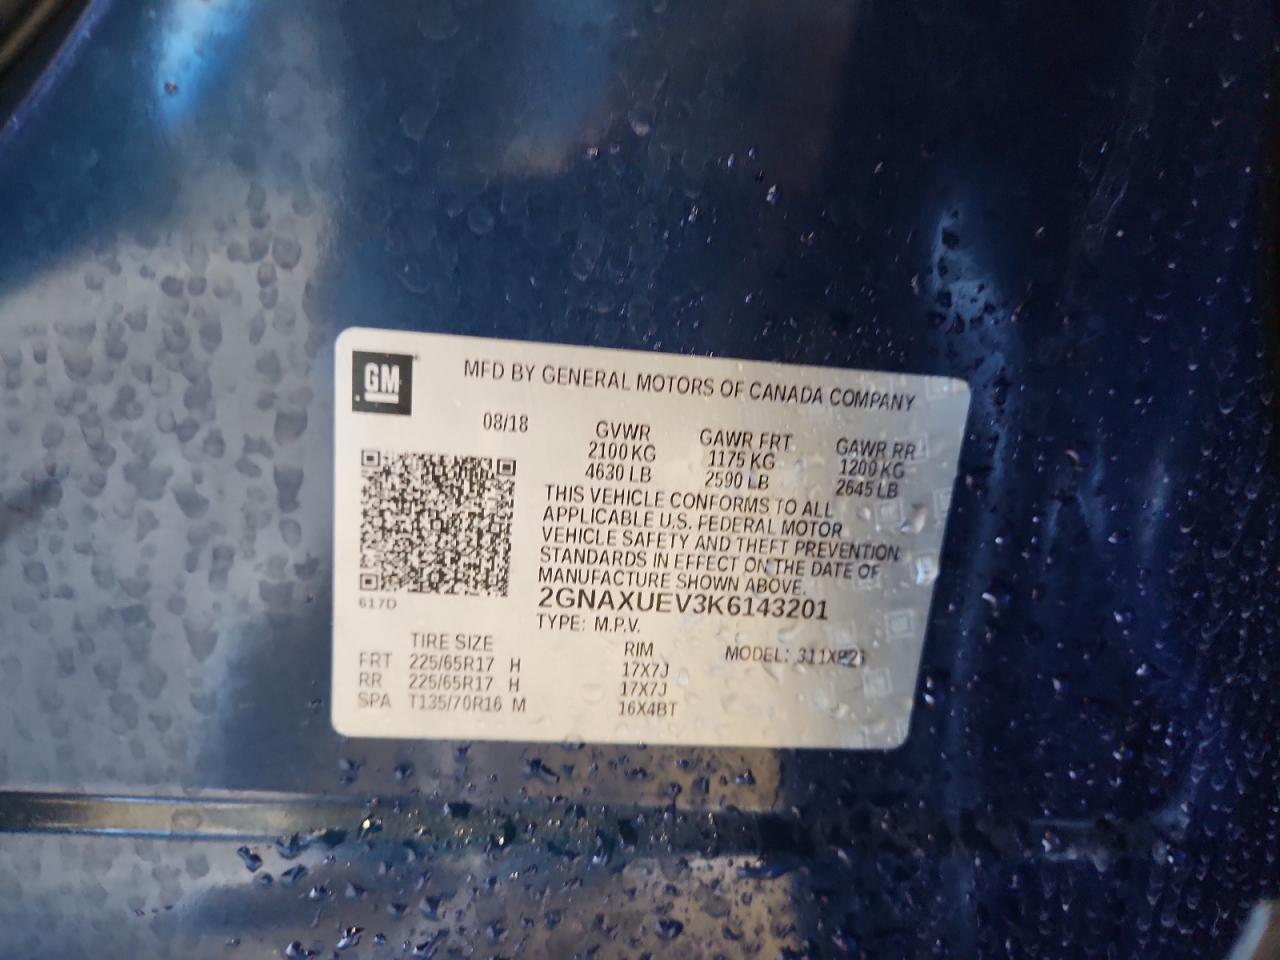 GM
MFD BY GENERAL MOTORS OF CANADA COMPANY
08/18 GVWR GAWR FRT GAWR RR
2100 KG 1175 KG 1200 KG
4630 LB 2590 LB 2645 LB
THIS VEHICLE CONFORMS TO ALL
APPLICABLE U.S. FEDERAL MOTOR
VEHICLE SAFETY AND THEFT PREVENTION
STANDARDS IN EFFECT ON THE DATE OF
MANUFACTURE SHOWN ABOVE.
617D
2GNAXUEV3K6143201
TYPE: M.P.V.
TIRE SIZE RIM MODEL:
FRT 225/65R17 H 17X7J
RR 225/65R17 H 17X7J
SPA T135/70R16 M 16X4BT